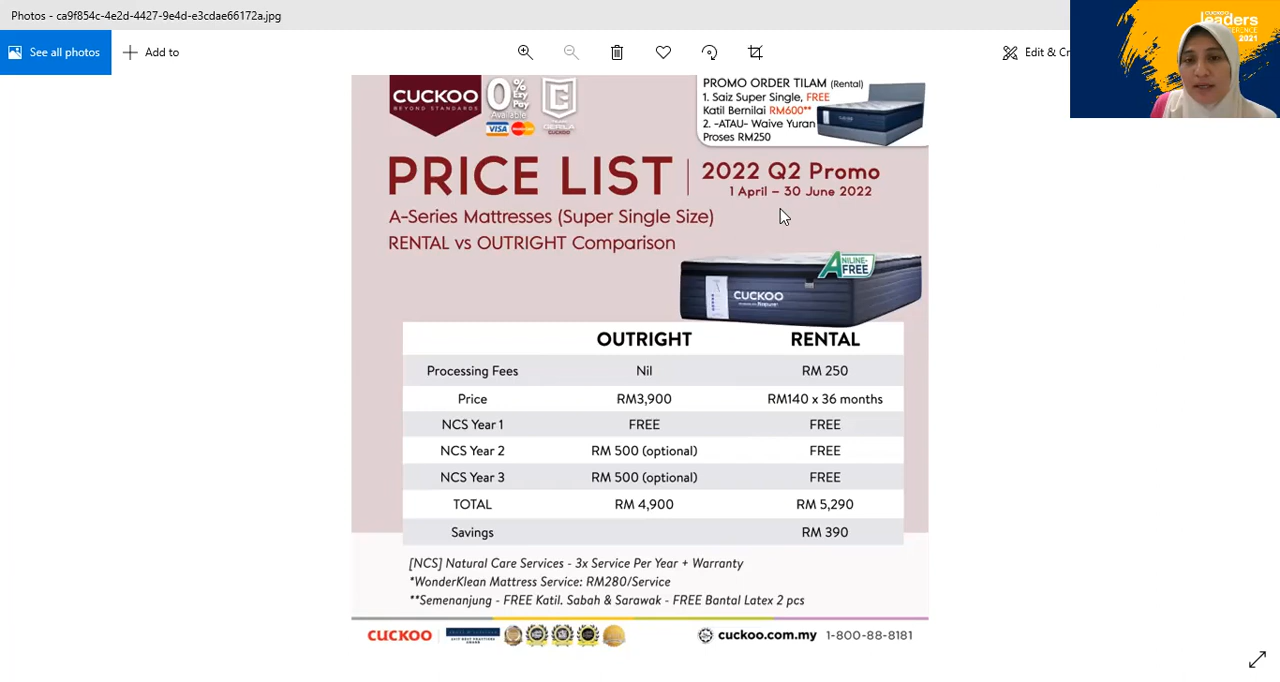 Photos - ca9f854c-4e2d-4427-9e4d-e3cdae66172a.jpg
See all photos
Add to
Edit & Cr
CUCKOO
leaders
CONFERENCE
2021
CUCKOO
BEYOND STANDARDS
0%
Ezy
Pay
Available
VISA
PROMO ORDER TILAM (Rental)
1. Saiz Super Single, FREE
Katil Bernilai RM600**
2. -ATAU- Waive Yuran
Proses RM250
PRICE LIST
2022 Q2 Promo
1 April – 30 June 2022
A-Series Mattresses (Super Single Size)
RENTAL vs OUTRIGHT Comparison
ANILINE-
FREE
CUCKOO
OUTRIGHT RENTAL
Processing Fees Nil RM 250
Price RM3,900 RM140 x 36 months
NCS Year 1 FREE FREE
NCS Year 2 RM 500 (optional) FREE
NCS Year 3 RM 500 (optional) FREE
TOTAL RM 4,900 RM 5,290
Savings RM 390
[NCS] Natural Care Services - 3x Service Per Year + Warranty
*WonderKlean Mattress Service: RM280/Service
**Semenanjung - FREE Katil. Sabah & Sarawak - FREE Bantal Latex 2 pcs
CUCKOO
cuckoo.com.my 1-800-88-8181